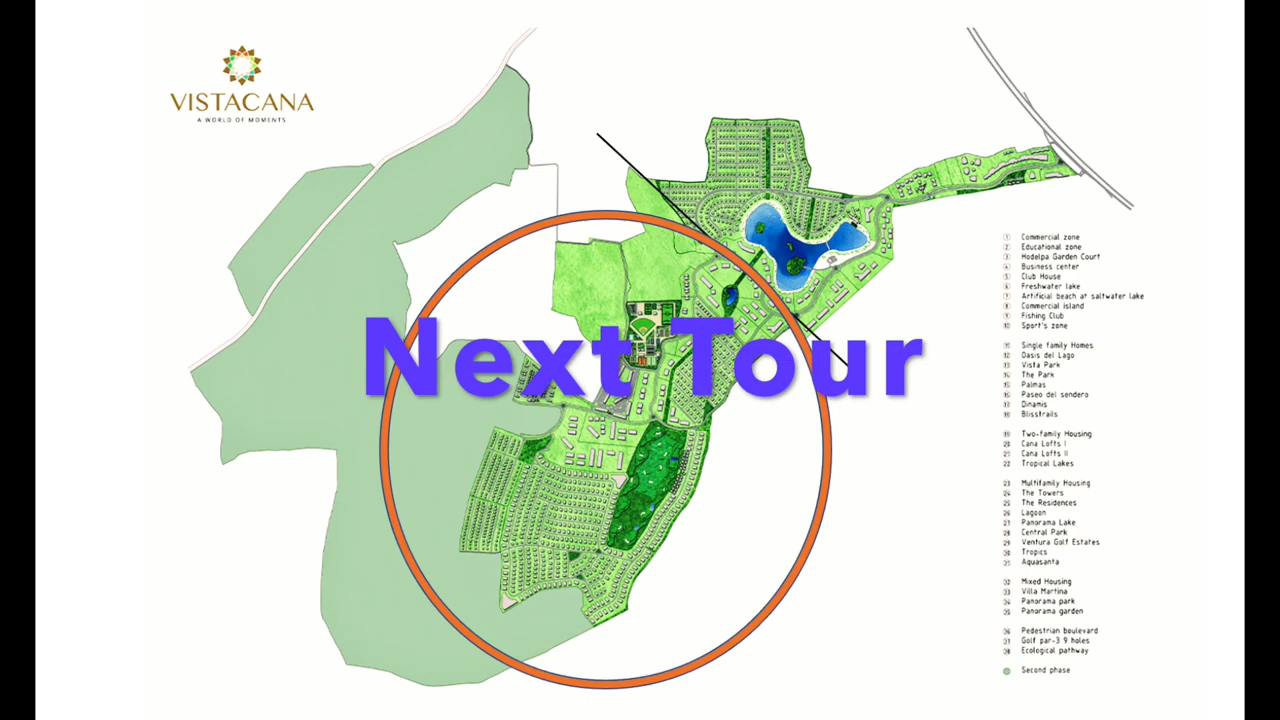 VISTACANA
A WORLD OF MOMENTS
Next Tour
1 Commercial zone
2 Educational zone
3 Hodelpa Garden Court
4 Business center
5 Club House
6 Freshwater lake
7 Artificial beach at saltwater lake
8 Commercial island
9 Fishing Club
10 Sport's zone
11 Single family Homes
12 Oasis del Lago
13 Vista Park
14 The Park
15 Palmas
16 Paseo del sendero
17 Dinamis
18 Blisstrails
19 Two-family Housing
20 Cana Lofts I
21 Cana Lofts II
22 Tropical Lakes
23 Multifamily Housing
24 The Towers
25 The Residences
26 Lagoon
27 Panorama Lake
28 Central Park
29 Ventura Golf Estates
30 Tropics
31 Aquasanta
32 Mixed Housing
33 Villa Martina
34 Panorama park
35 Panorama garden
36 Pedestrian boulevard
37 Golf par-3 9 holes
38 Ecological pathway
Second phase